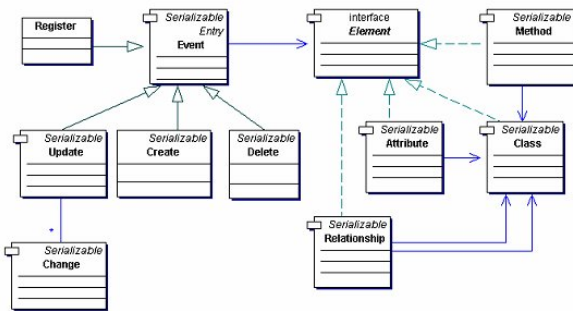 Register
Serializable
Entry
Event
interface
Element
Serializable
Method
Serializable
Update
Serializable
Create
Serializable
Delete
Serializable
Attribute
Serializable
Class
*
Serializable
Change
Serializable
Relationship